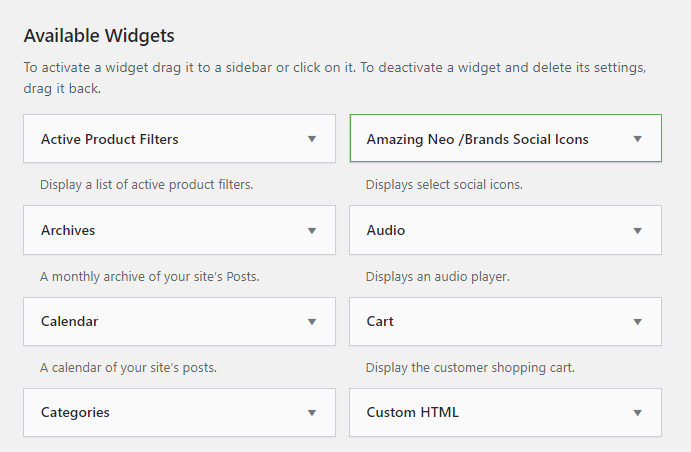 Available Widgets
To activate a widget drag it to a sidebar or click on it. To deactivate a widget and delete its settings,
drag it back.
Active Product Filters
Amazing Neo /Brands Social Icons
Display a list of active product filters.
Displays select social icons.
Archives
Audio
A monthly archive of your site's Posts.
Displays an audio player.
Calendar
Cart
A calendar of your site's posts.
Display the customer shopping cart.
Categories
Custom HTML